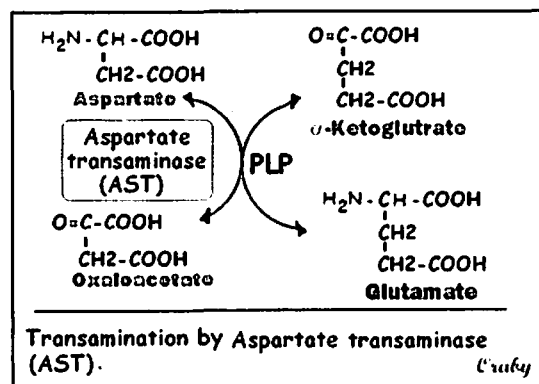 H2N-CH-COOH
CH2-COOH
Aspartate
Aspartate
transaminase
(AST)
O=C-COOH
CH2-COOH
Oxaloacetate
PLP
O=C-COOH
CH2
CH2-COOH
α-Ketoglutrate
H2N-CH-COOH
CH2
CH2-COOH
Glutamate
Transamination by Aspartate transaminase
(AST).